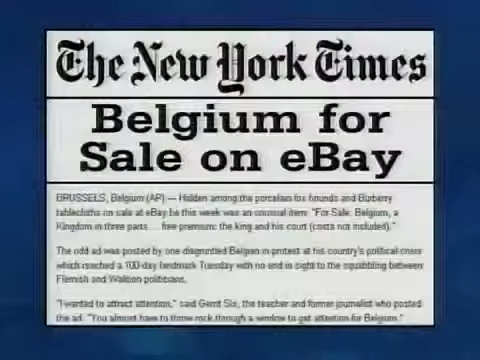 The New York Times
Belgium for
Sale on eBay
BRUSSELS, Belgium (AP) — Hidden among the porcelain fox hounds and Burberry
tablecloths on sale at eBay.be this week was an unusual item: "For Sale: Belgium, a
Kingdom in three parts ... free premium: the king and his court (costs not included)."
The odd ad was posted by one disgruntled Belgian in protest at his country's political crisis
which reached a 100-day landmark Tuesday with no end in sight to the squabbling between
Flemish and Walloon politicians.
"I wanted to attract attention," said Gerrit Six, the teacher and former journalist who posted
the ad. "You almost have to throw rock through a window to get attention for Belgium."